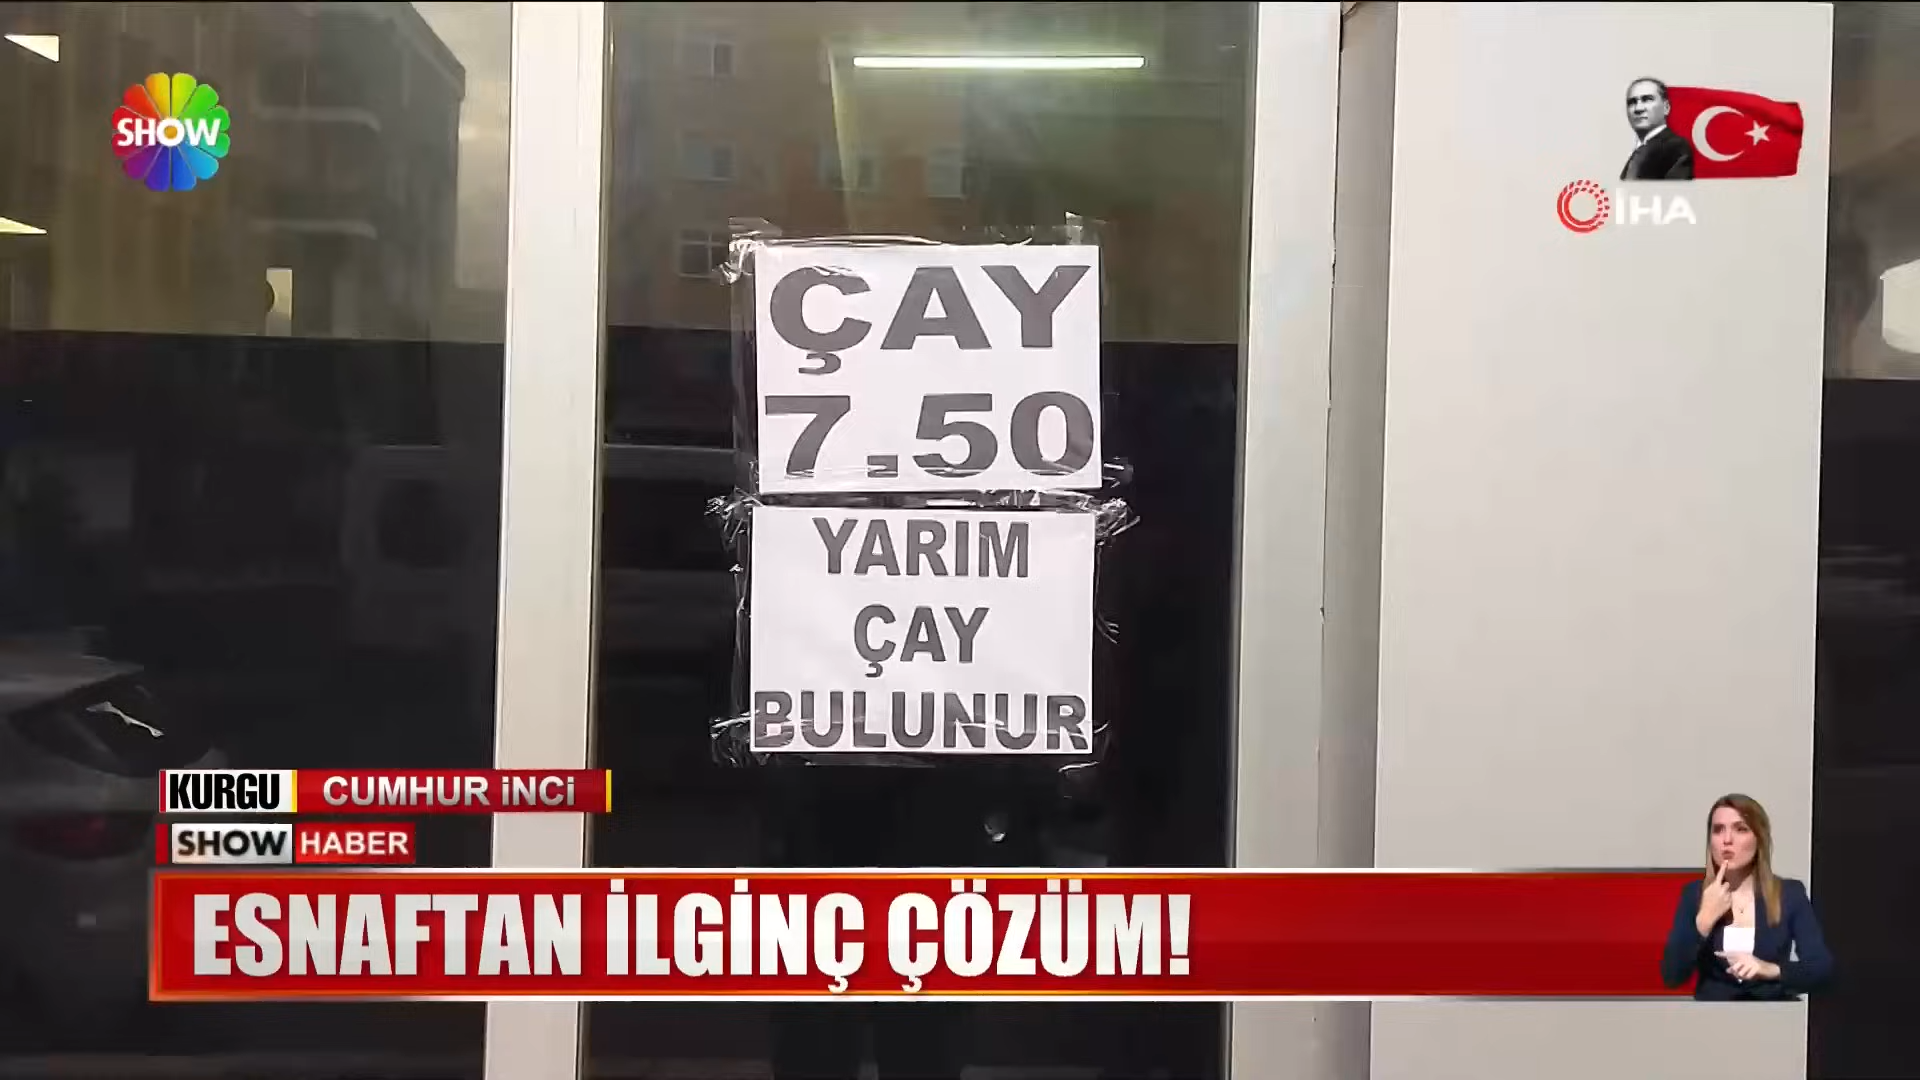 SHOW
İHA
ÇAY
7.50
YARIM
ÇAY
BULUNUR
KURGU CUMHUR İNCİ
SHOW HABER
ESNAFTAN İLGİNÇ ÇÖZÜM!